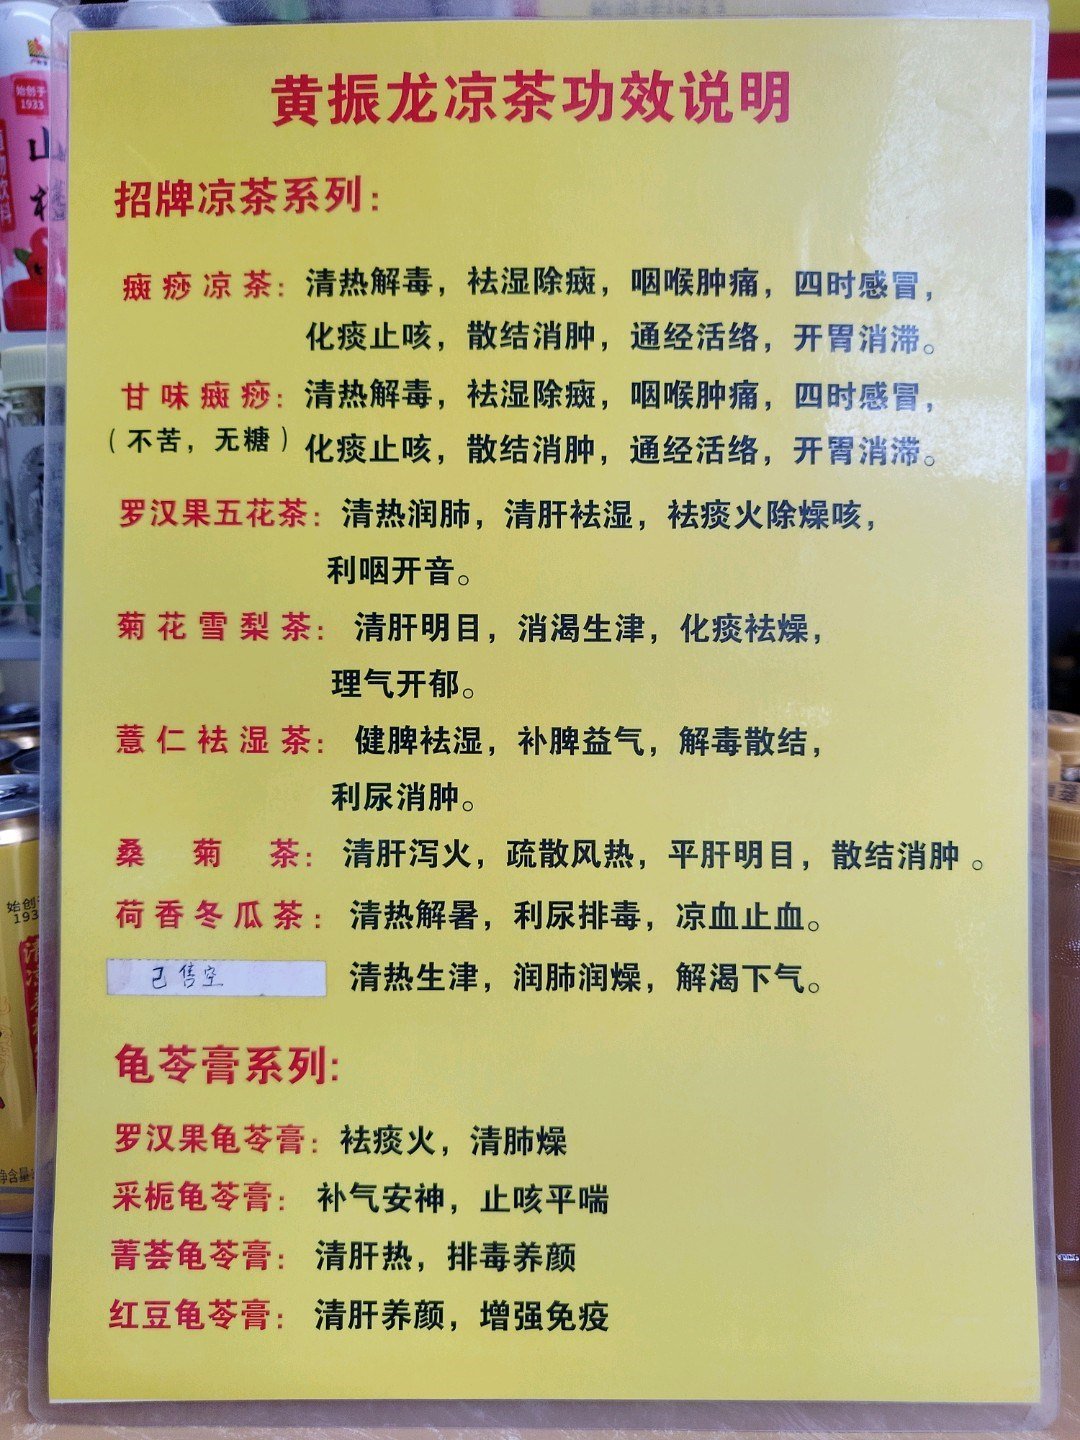 黄振龙凉茶功效说明
招牌凉茶系列：
癍痧凉茶：清热解毒，祛湿除癍，咽喉肿痛，四时感冒，
化痰止咳，散结消肿，通经活络，开胃消滞。
甘味癍痧：清热解毒，祛湿除癍，咽喉肿痛，四时感冒，
（不苦，无糖）化痰止咳，散结消肿，通经活络，开胃消滞。
罗汉果五花茶：清热润肺，清肝祛湿，祛痰火除燥咳，
利咽开音。
菊花雪梨茶：清肝明目，消渴生津，化痰祛燥，
理气开郁。
薏仁祛湿茶：健脾祛湿，补脾益气，解毒散结，
利尿消肿。
桑菊茶：清肝泻火，疏散风热，平肝明目，散结消肿。
荷香冬瓜茶：清热解暑，利尿排毒，凉血止血。
已售空 清热生津，润肺润燥，解渴下气。
龟苓膏系列：
罗汉果龟苓膏：祛痰火，清肺燥
采栀龟苓膏：补气安神，止咳平喘
菁荟龟苓膏：清肝热，排毒养颜
红豆龟苓膏：清肝养颜，增强免疫
始创于
1933
植物饮料
始创于